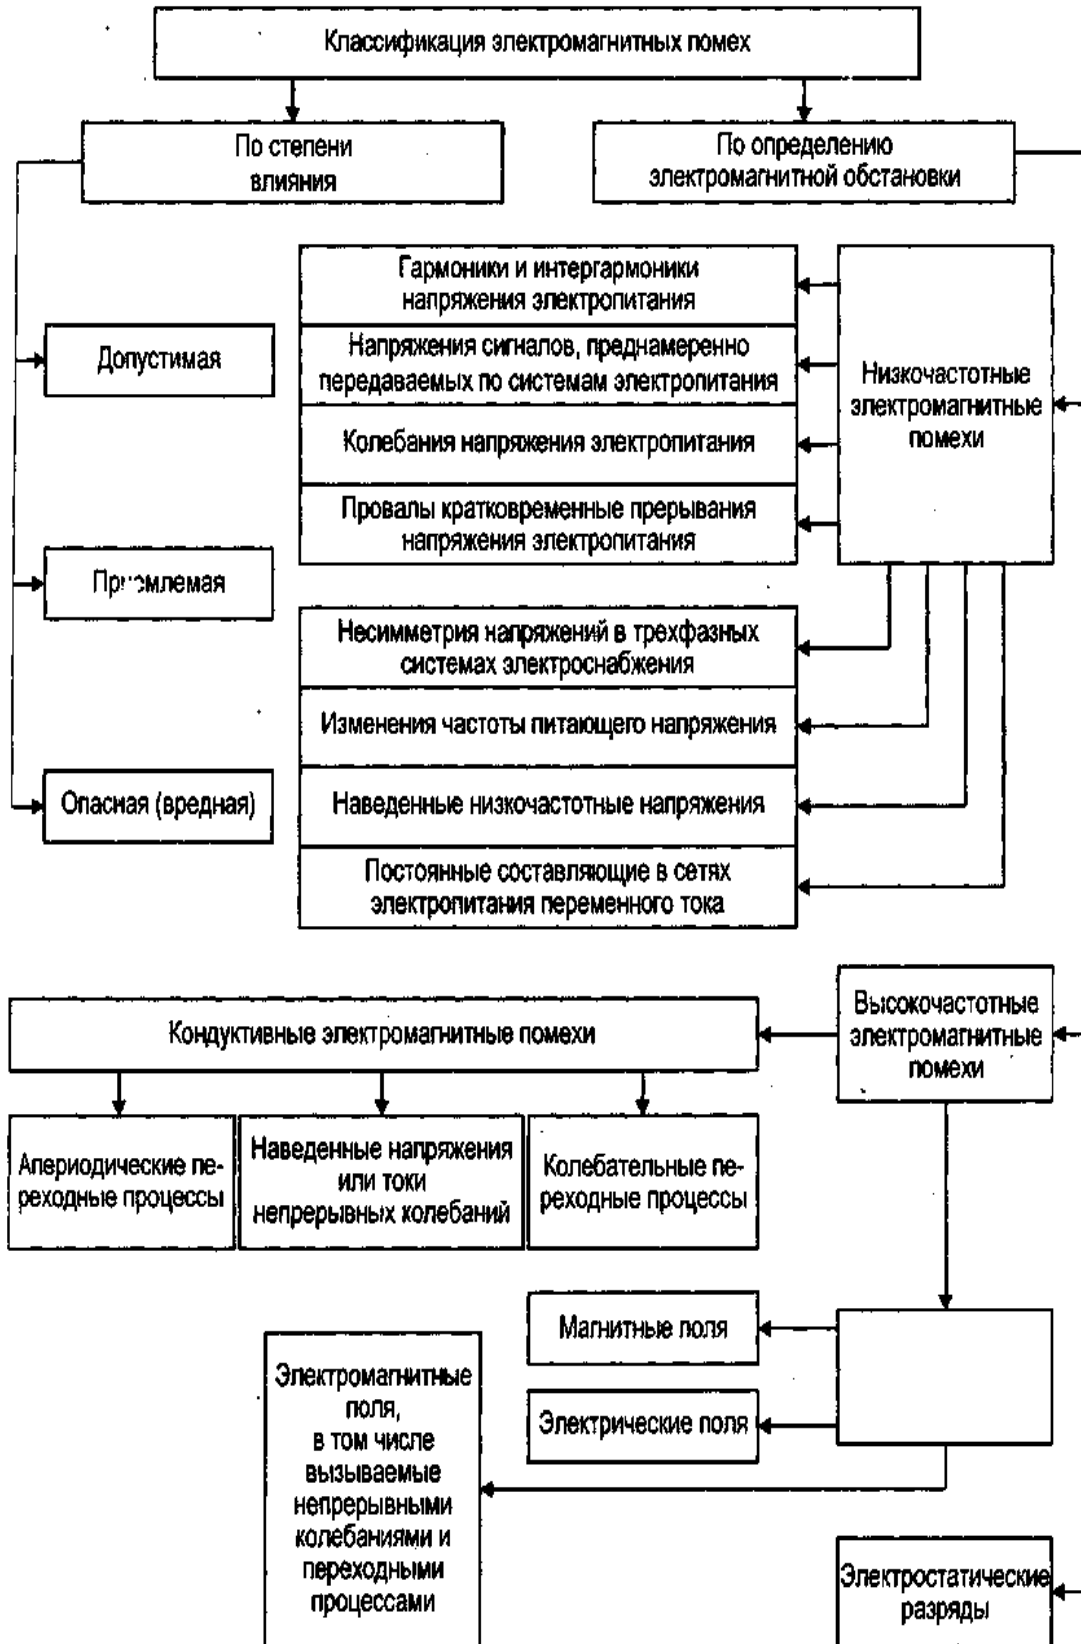 Классификация электромагнитных помех
По степени
влияния
По определению
электромагнитной обстановки
Гармоники и интергармоники
напряжения электропитания
Напряжения сигналов, преднамеренно
передаваемых по системам электропитания
Колебания напряжения электропитания
Провалы кратковременные прерывания
напряжения электропитания
Низкочастотные
электромагнитные
помехи
Допустимая
Приемлемая
Опасная (вредная)
Несимметрия напряжений в трехфазных
системах электроснабжения
Изменения частоты питающего напряжения
Наведенные низкочастотные напряжения
Постоянные составляющие в сетях
электропитания переменного тока
Высокочастотные
электромагнитные
помехи
Кондуктивные электромагнитные помехи
Апериодические пе-
реходные процессы
Наведенные напряжения
или токи
непрерывных колебаний
Колебательные пе-
реходные процессы
Магнитные поля
Электрические поля
Электромагнитные
поля,
в том числе
вызываемые
непрерывными
колебаниями и
переходными
процессами
Электростатические
разряды